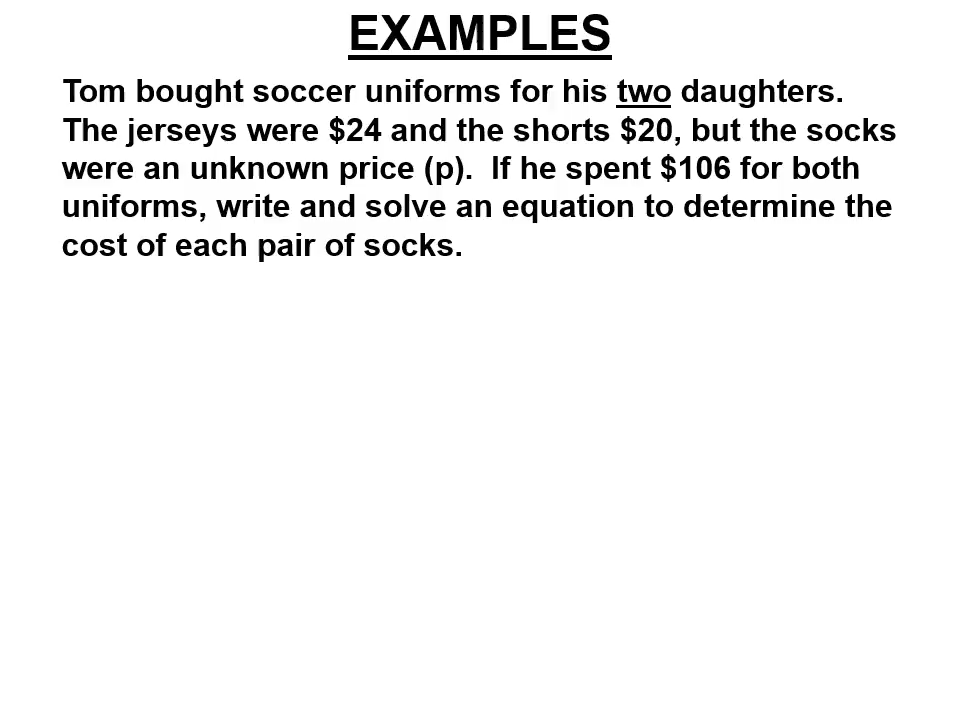 EXAMPLES
Tom bought soccer uniforms for his two daughters.
The jerseys were $24 and the shorts $20, but the socks
were an unknown price (p).  If he spent $106 for both
uniforms, write and solve an equation to determine the
cost of each pair of socks.